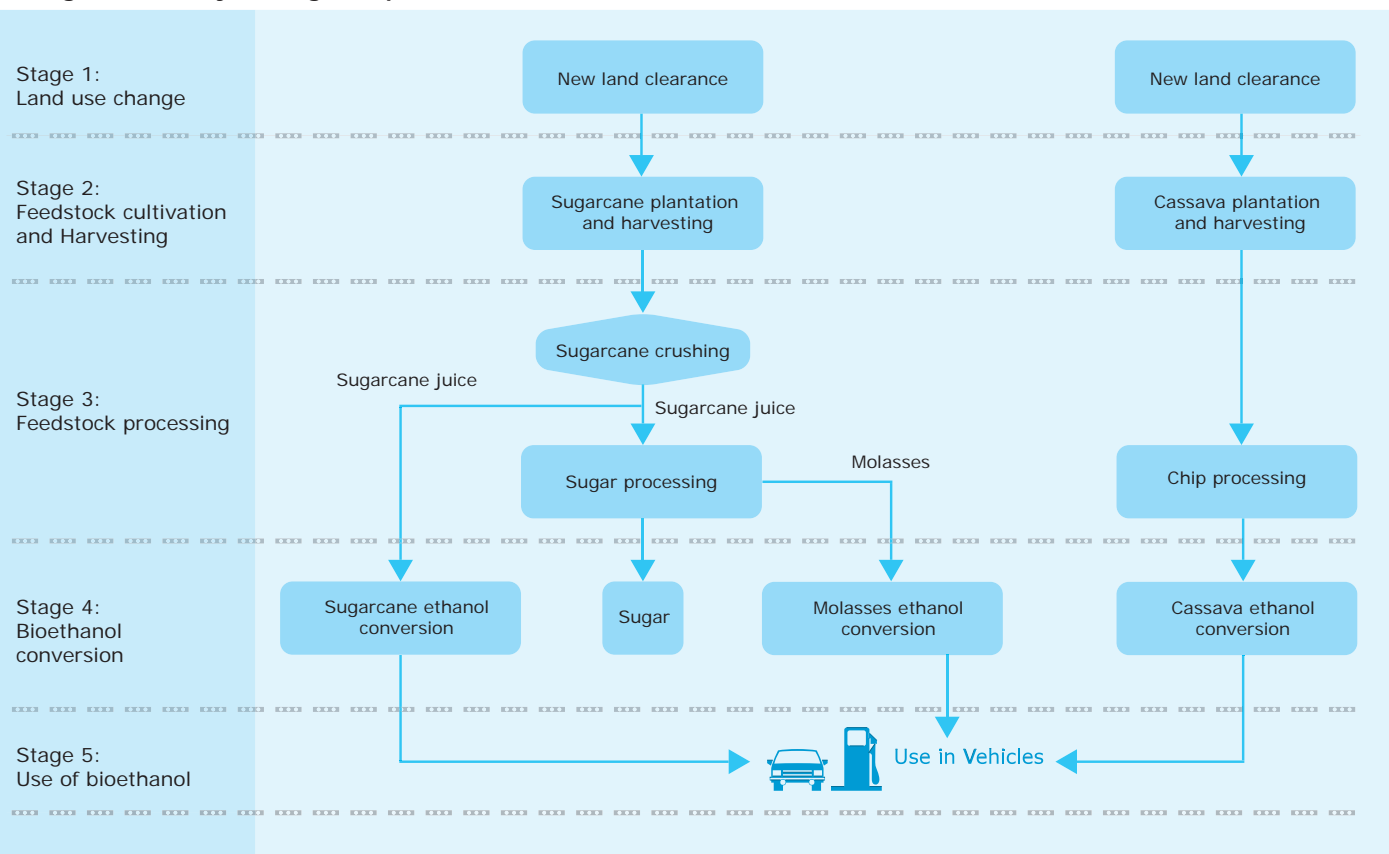 Stage 1:
Land use change
New land clearance
New land clearance
Stage 2:
Feedstock cultivation
and Harvesting
Sugarcane plantation
and harvesting
Cassava plantation
and harvesting
Stage 3:
Feedstock processing
Sugarcane crushing
Sugarcane juice
Sugarcane juice
Sugar processing
Molasses
Chip processing
Stage 4:
Bioethanol
conversion
Sugarcane ethanol
conversion
Sugar
Molasses ethanol
conversion
Cassava ethanol
conversion
Stage 5:
Use of bioethanol
Use in Vehicles